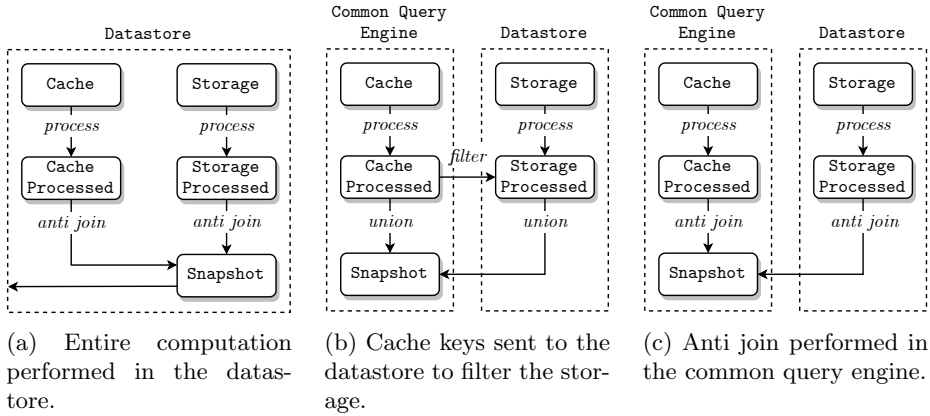 Datastore
Cache
Storage
process
process
Cache
Processed
Storage
Processed
anti join
anti join
Snapshot
(a) Entire computation
performed in the datas-
tore.
Common Query
Engine
Datastore
Cache
Storage
process
process
filter
Cache
Processed
Storage
Processed
union
union
Snapshot
(b) Cache keys sent to the
datastore to filter the stor-
age.
Common Query
Engine
Datastore
Cache
Storage
process
process
Cache
Processed
Storage
Processed
anti join
anti join
Snapshot
(c) Anti join performed in
the common query engine.